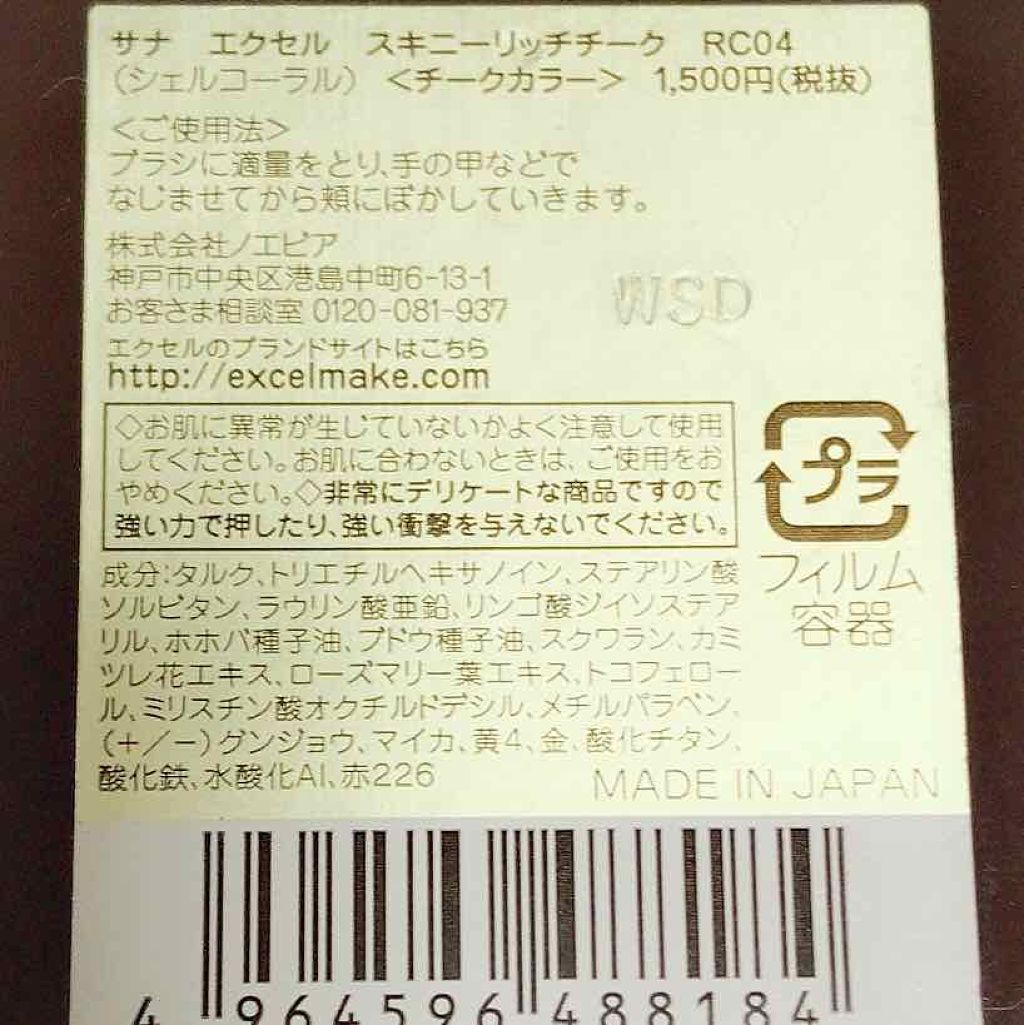 サナ　エクセル　スキニーリッチチーク　RC04
（シェルコーラル）　＜チークカラー＞　1,500円（税抜）
＜ご使用法＞
ブラシに適量をとり、手の甲などで
なじませてから頬にぼかしていきます。
株式会社ノエビア
神戸市中央区港島中町6-13-1
お客さま相談室 0120-081-937
エクセルのブランドサイトはこちら
http://excelmake.com
WSD
◇お肌に異常が生じていないかよく注意して使用
してください。お肌に合わないときは、ご使用をお
やめください。◇非常にデリケートな商品ですので
強い力で押したり、強い衝撃を与えないでください。
プラ
フィルム
容器
成分：タルク、トリエチルヘキサノイン、ステアリン酸
ソルビタン、ラウリン酸亜鉛、リンゴ酸ジイソステア
リル、ホホバ種子油、ブドウ種子油、スクワラン、カミ
ツレ花エキス、ローズマリー葉エキス、トコフェロー
ル、ミリスチン酸オクチルドデシル、メチルパラベン、
（＋／－）グンジョウ、マイカ、黄4、金、酸化チタン、
酸化鉄、水酸化Al、赤226
MADE IN JAPAN
4 964596 488184